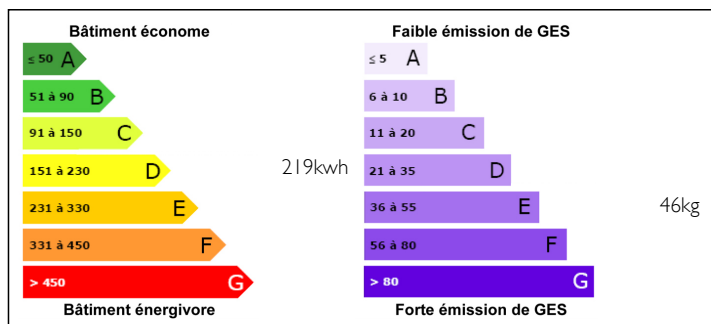 Bâtiment économe
≤ 50 A
51 à 90 B
91 à 150 C
151 à 230 D
219kwh
231 à 330 E
331 à 450 F
> 450 G
Bâtiment énergivore
Faible émission de GES
≤ 5 A
6 à 10 B
11 à 20 C
21 à 35 D
36 à 55 E
46kg
56 à 80 F
> 80 G
Forte émission de GES